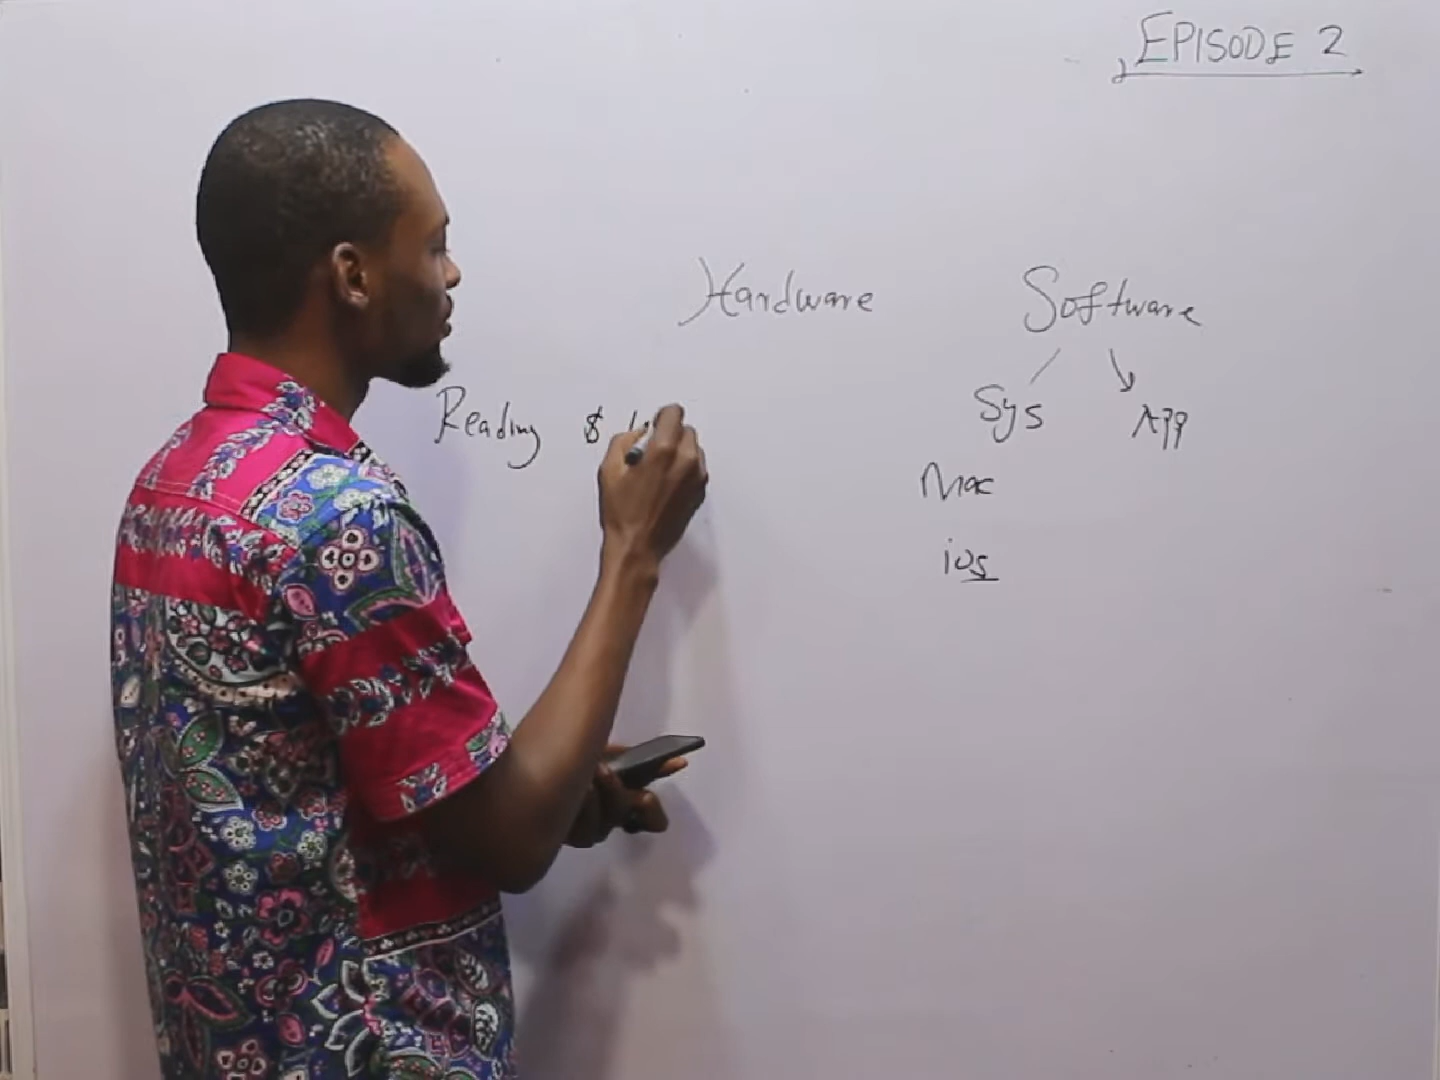 EPISODE 2
Hardware Software
Sys App
Reading &
Mac
ios